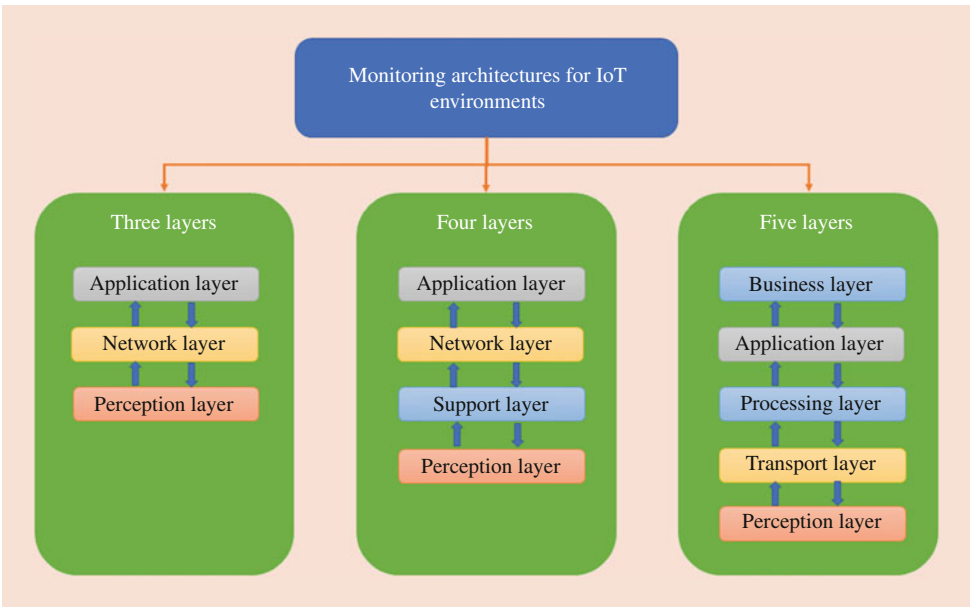 Monitoring architectures for IoT
environments
Three layers
Application layer
Network layer
Perception layer
Four layers
Application layer
Network layer
Support layer
Perception layer
Five layers
Business layer
Application layer
Processing layer
Transport layer
Perception layer